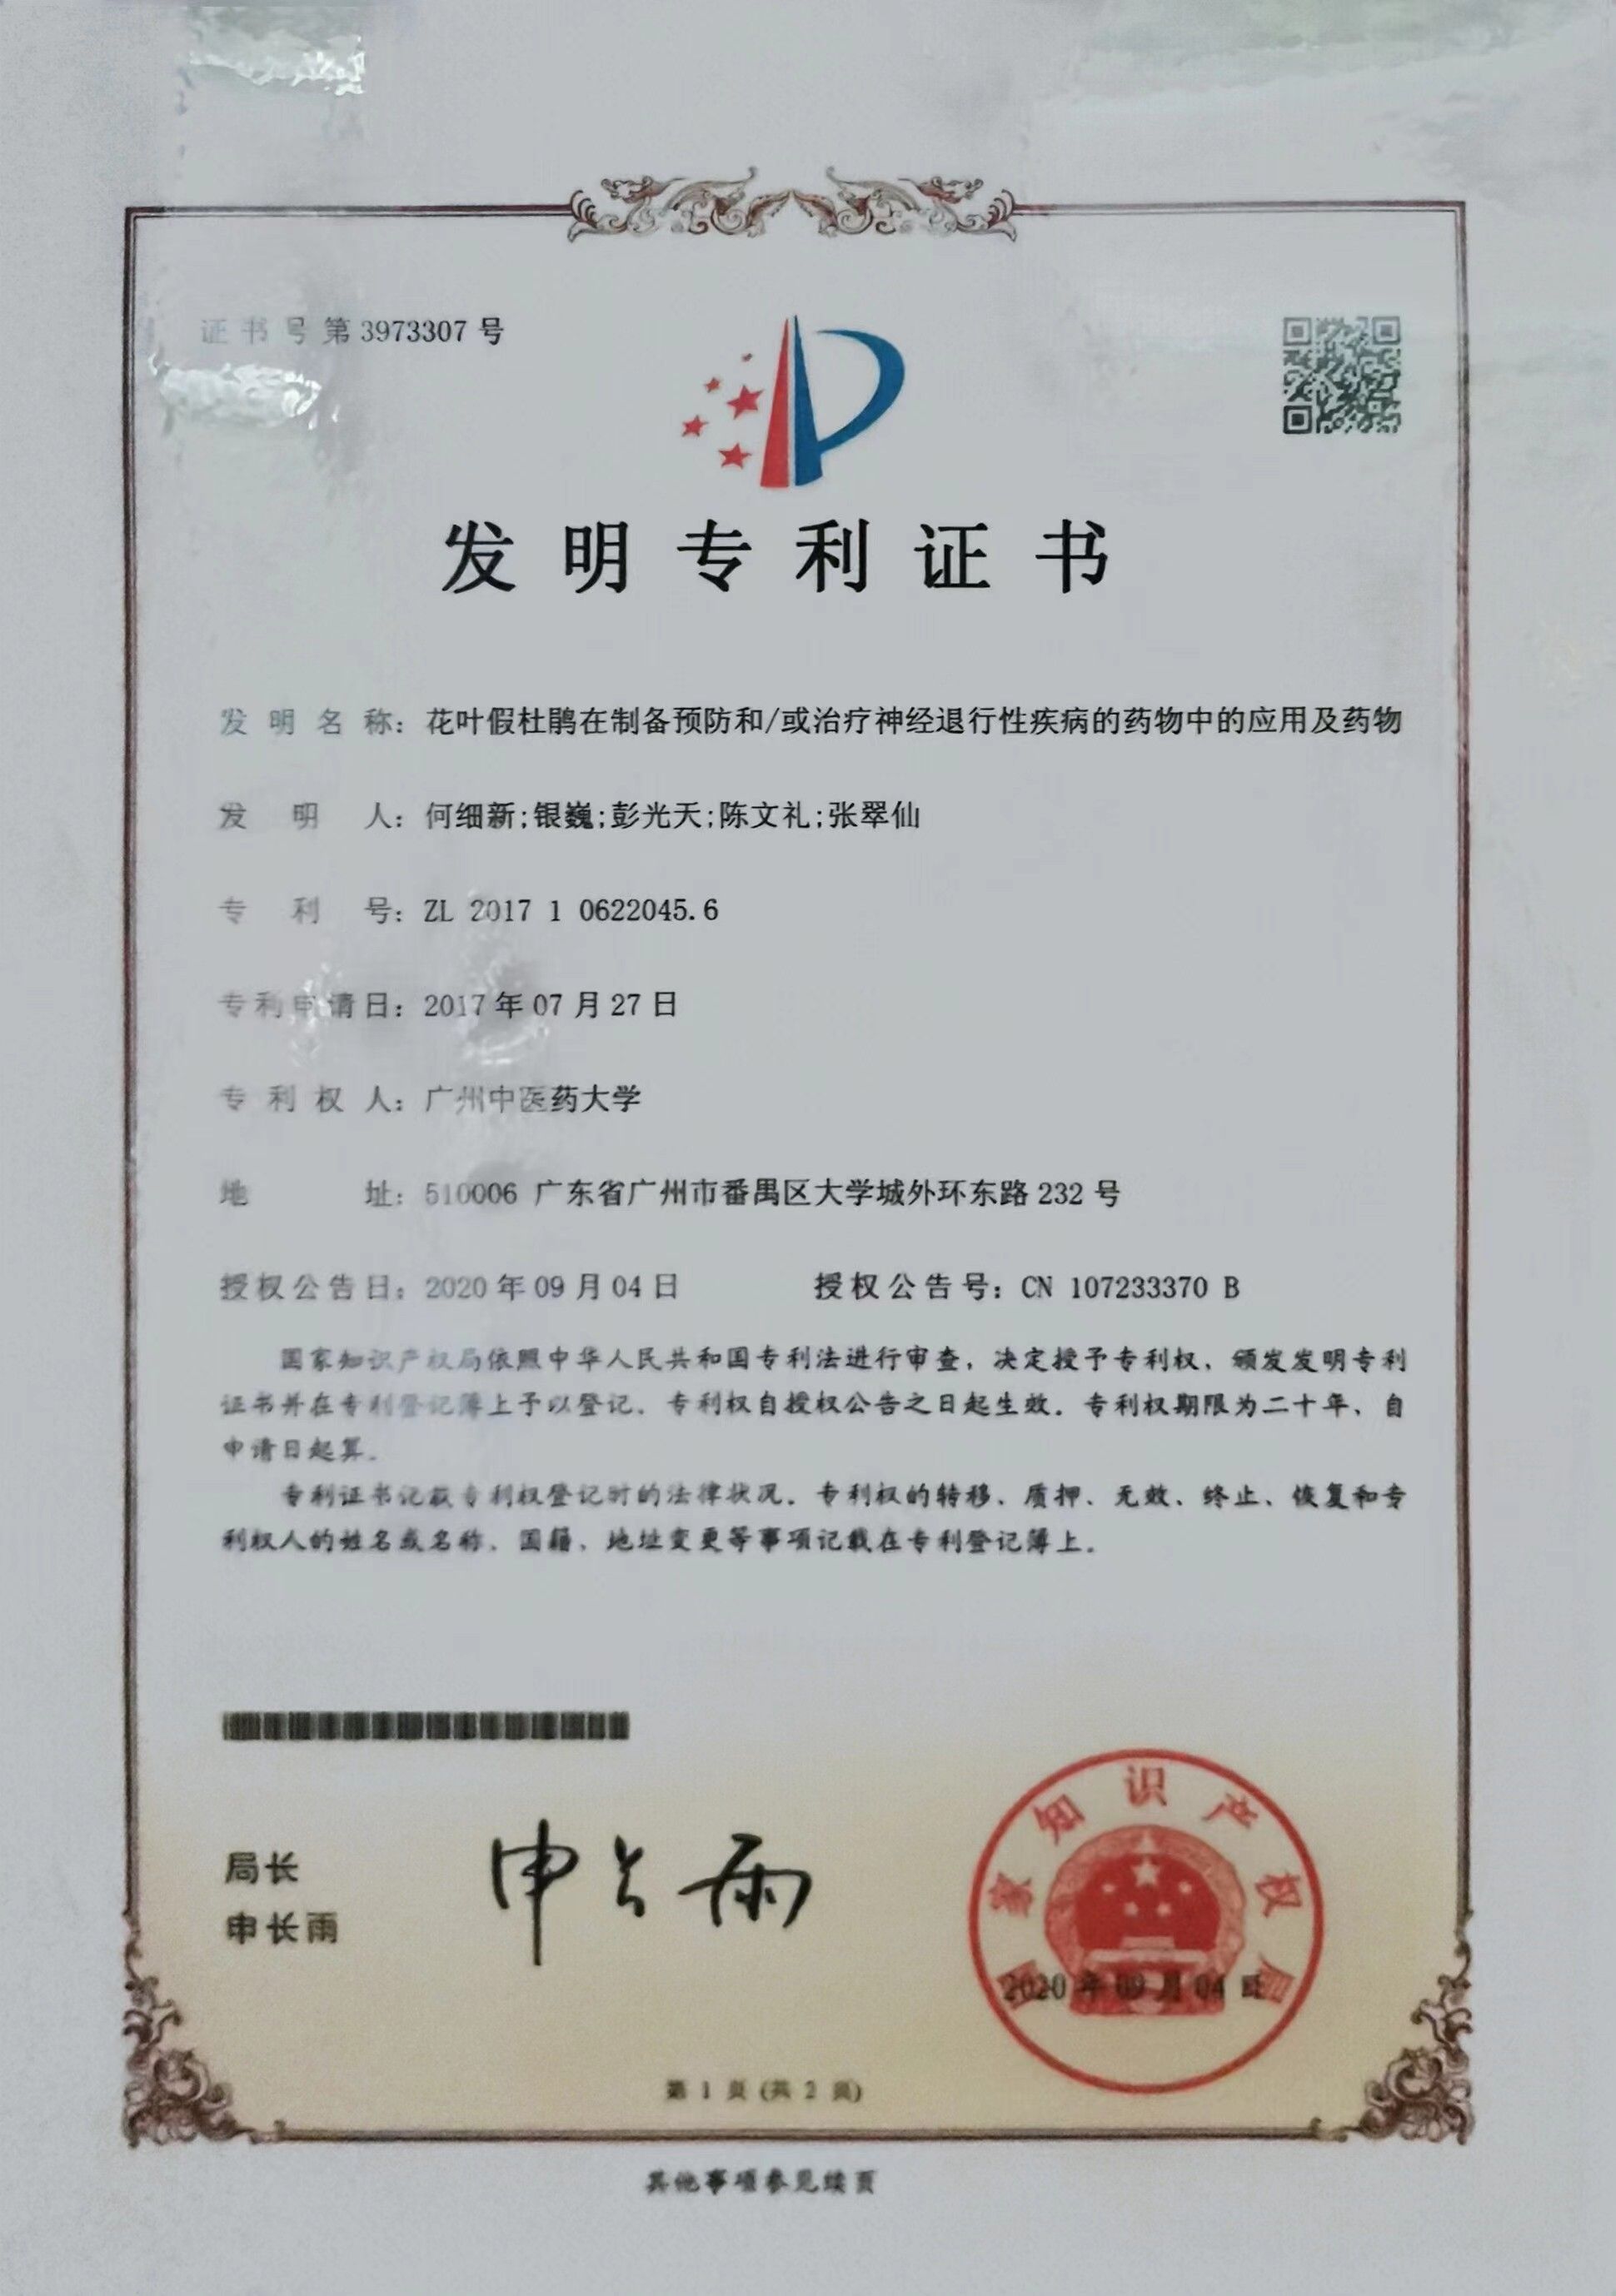 证书号第3973307号
发明专利证书
发明名称：花叶假杜鹃在制备预防和/或治疗神经退行性疾病的药物中的应用及药物
发明人：何细新;银巍;彭光天;陈文礼;张翠仙
专利号：ZL 2017 1 0622045.6
专利申请日：2017年07月27日
专利权人：广州中医药大学
地址：510006 广东省广州市番禺区大学城外环东路232号
授权公告日：2020年09月04日 授权公告号：CN 107233370 B
国家知识产权局依照中华人民共和国专利法进行审查，决定授予专利权，颁发发明专利
证书并在专利登记簿上予以登记。专利权自授权公告之日起生效。专利权期限为二十年，自
申请日起算。
专利证书记载专利权登记时的法律状况。专利权的转移、质押、无效、终止、恢复和专
利权人的姓名或名称、国籍、地址变更等事项记载在专利登记簿上。
局长
申长雨
申长雨
国家知识产权局
2020年09月04日
第 1 页 (共 2 页)
其他事项参见续页